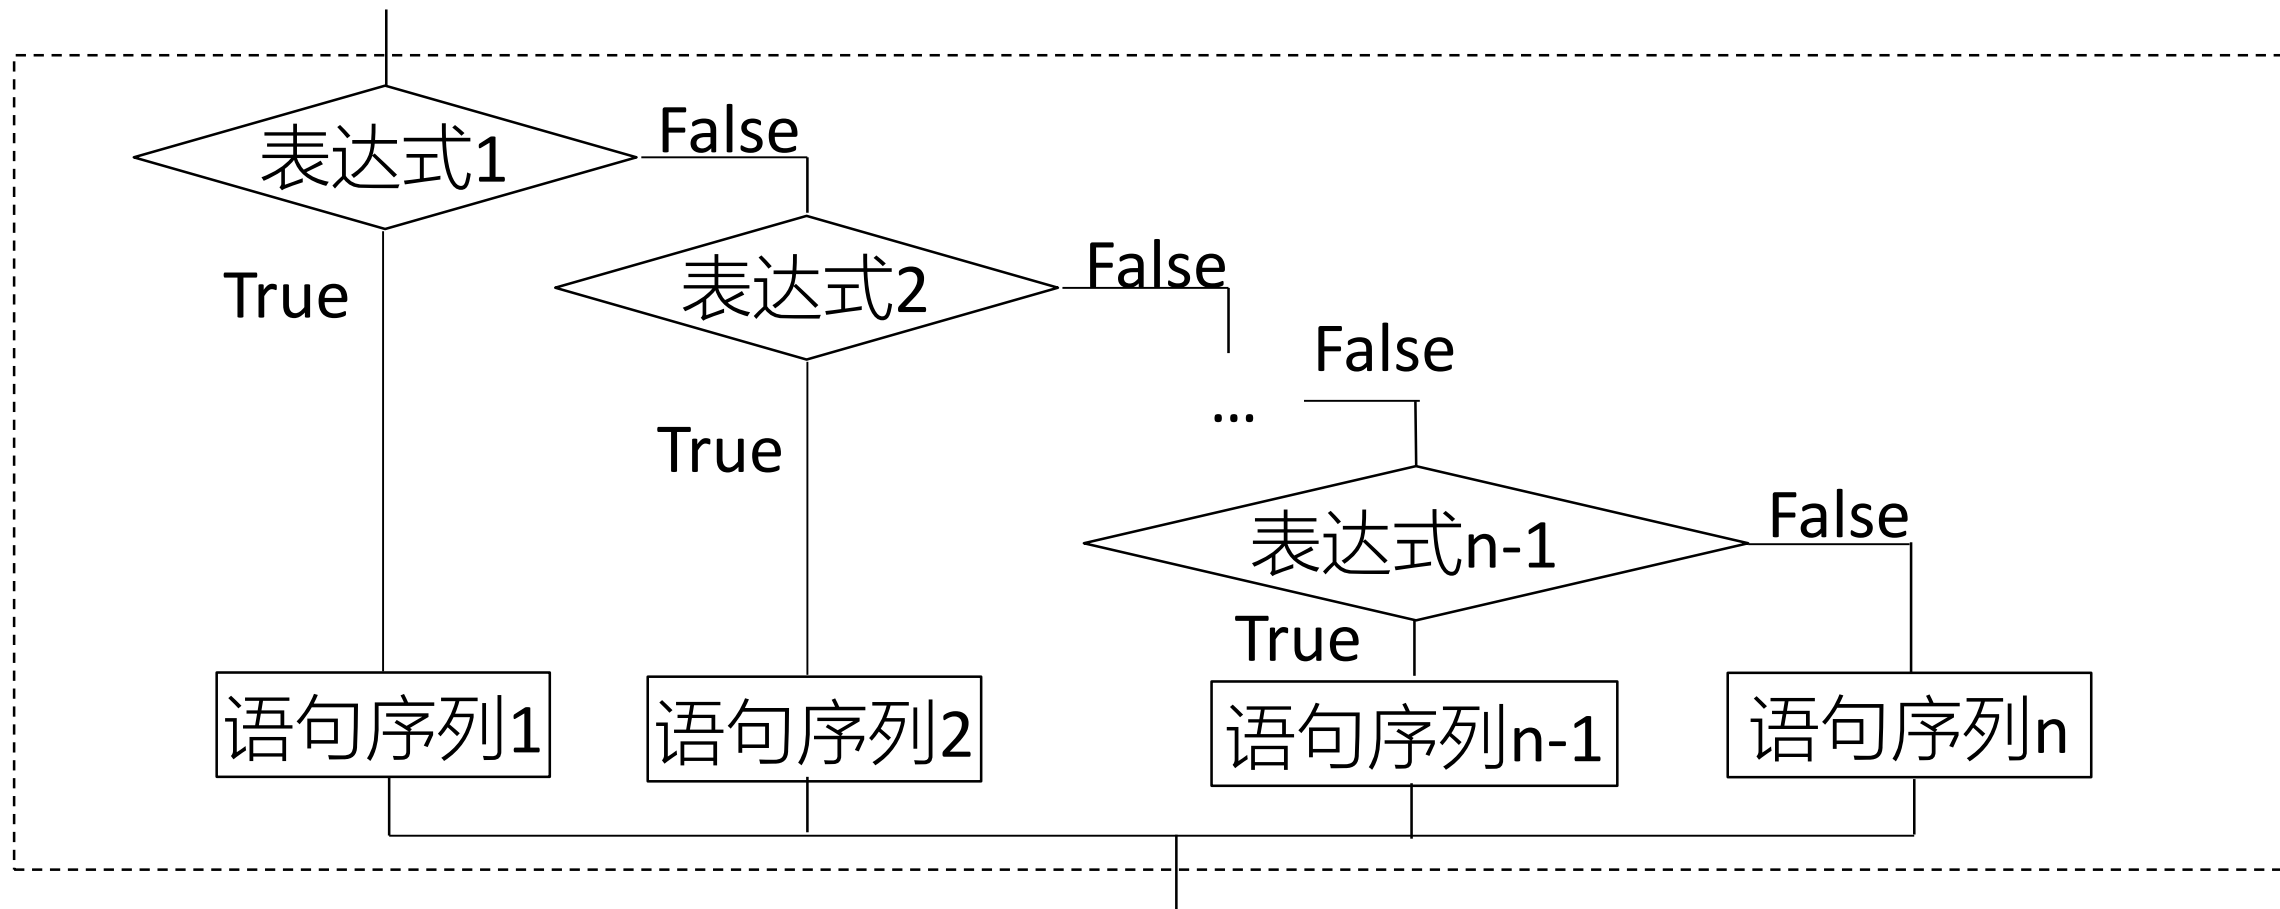 表达式1
False
True
表达式2
False
True
...
False
表达式n-1
False
True
语句序列1
语句序列2
语句序列n-1
语句序列n